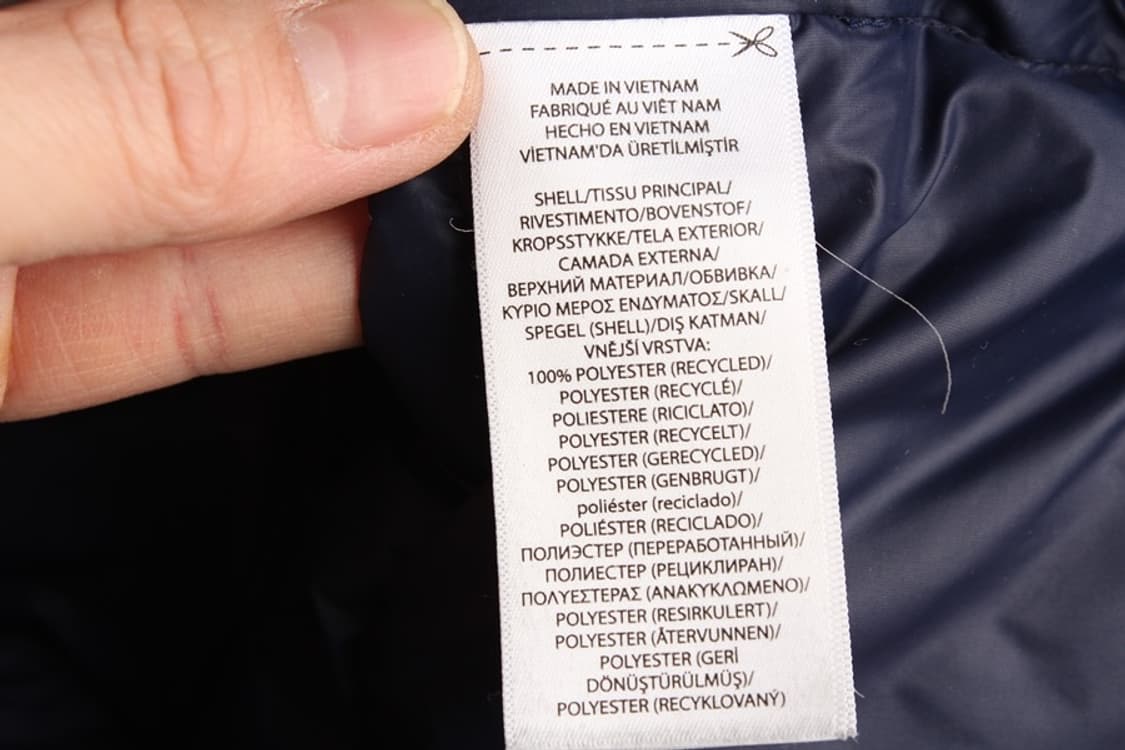 MADE IN VIETNAM
FABRIQUÉ AU VIÊT NAM
HECHO EN VIETNAM
VİETNAM'DA ÜRETİLMİŞTİR
SHELL/TISSU PRINCIPAL/
RIVESTIMENTO/BOVENSTOF/
KROPSSTYKKE/TELA EXTERIOR/
CAMADA EXTERNA/
ВЕРХНИЙ МАТЕРИАЛ/ОБВИВКА/
ΚΥΡΙΟ ΜΕΡΟΣ ΕΝΔΥΜΑΤΟΣ/SKALL/
SPEGEL (SHELL)/DIŞ KATMAN/
VNĚJŠÍ VRSTVA:
100% POLYESTER (RECYCLED)/
POLYESTER (RECYCLÉ)/
POLIESTERE (RICICLATO)/
POLYESTER (RECYCELT)/
POLYESTER (GERECYCLED)/
POLYESTER (GENBRUGT)/
poliéster (reciclado)/
POLIÉSTER (RECICLADO)/
ПОЛИЭСТЕР (ПЕРЕРАБОТАННЫЙ)/
ПОЛИЕСТЕР (РЕЦИКЛИРАН)/
ΠΟΛΥΕΣΤΕΡΑΣ (ΑΝΑΚΥΚΛΩΜΕΝΟ)/
POLYESTER (RESIRKULERT)/
POLYESTER (ÅTERVUNNEN)/
POLYESTER (GERİ
DÖNÜŞTÜRÜLMÜŞ)/
POLYESTER (RECYKLOVANÝ)